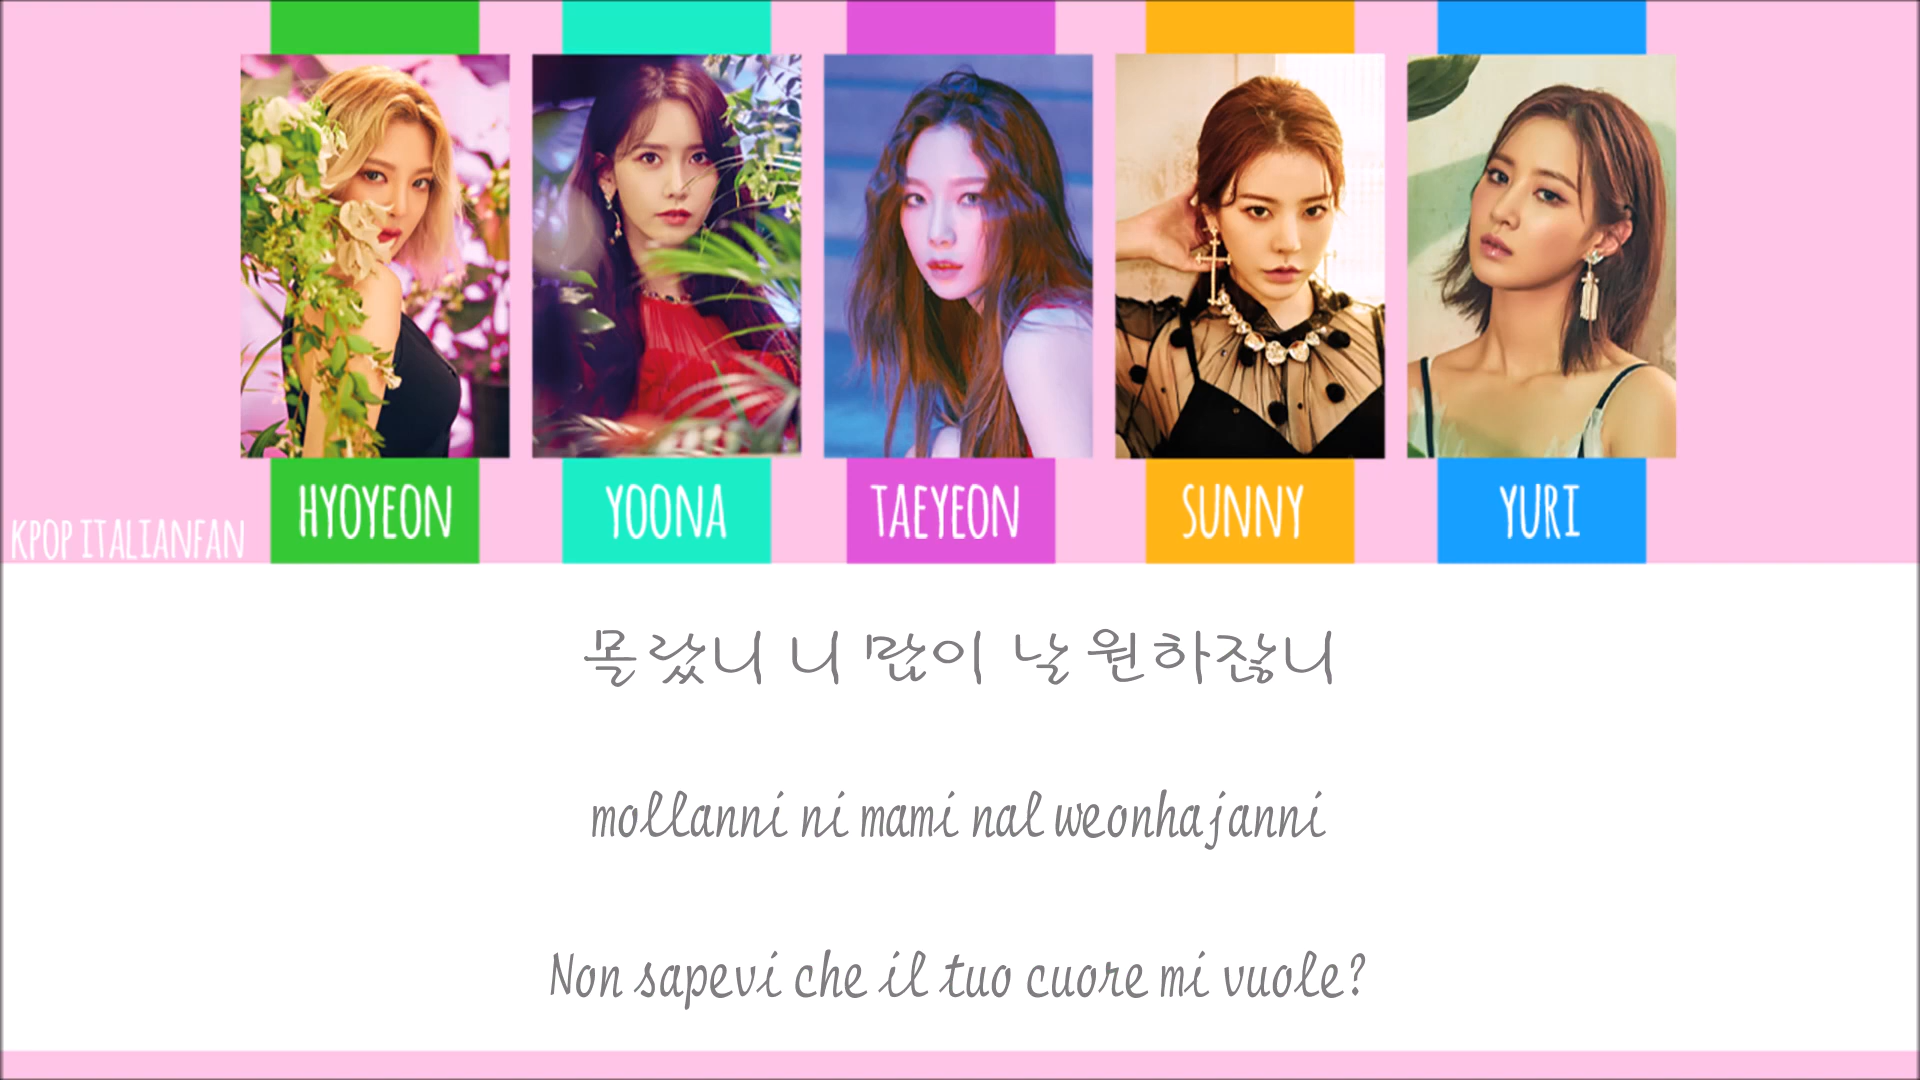 HYOYEON
YOONA
TAEYEON
SUNNY
YURI
KPOP ITALIANFAN
몰랐니 니 맘이 날 원하잖니
mollanni ni mami nal weonhajanni
Non sapevi che il tuo cuore mi vuole?